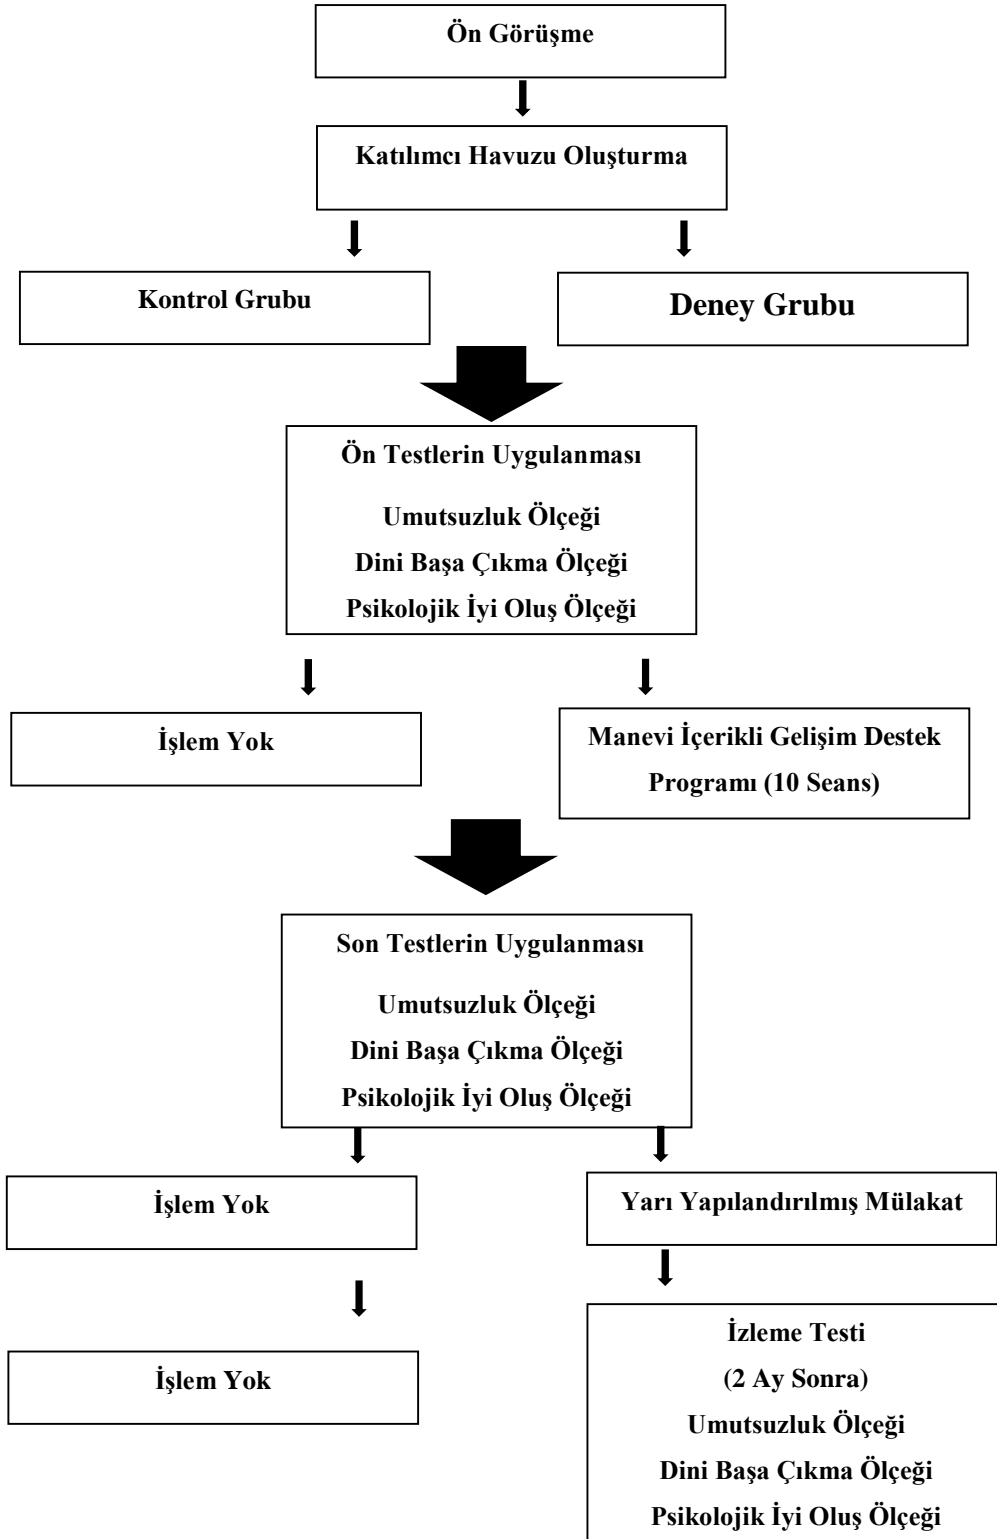 Ön Görüşme
Katılımcı Havuzu Oluşturma
Kontrol Grubu
Deney Grubu
Ön Testlerin Uygulanması
Umutsuzluk Ölçeği
Dini Başa Çıkma Ölçeği
Psikolojik İyi Oluş Ölçeği
İşlem Yok
Manevi İçerikli Gelişim Destek
Programı (10 Seans)
Son Testlerin Uygulanması
Umutsuzluk Ölçeği
Dini Başa Çıkma Ölçeği
Psikolojik İyi Oluş Ölçeği
İşlem Yok
Yarı Yapılandırılmış Mülakat
İşlem Yok
İzleme Testi
(2 Ay Sonra)
Umutsuzluk Ölçeği
Dini Başa Çıkma Ölçeği
Psikolojik İyi Oluş Ölçeği